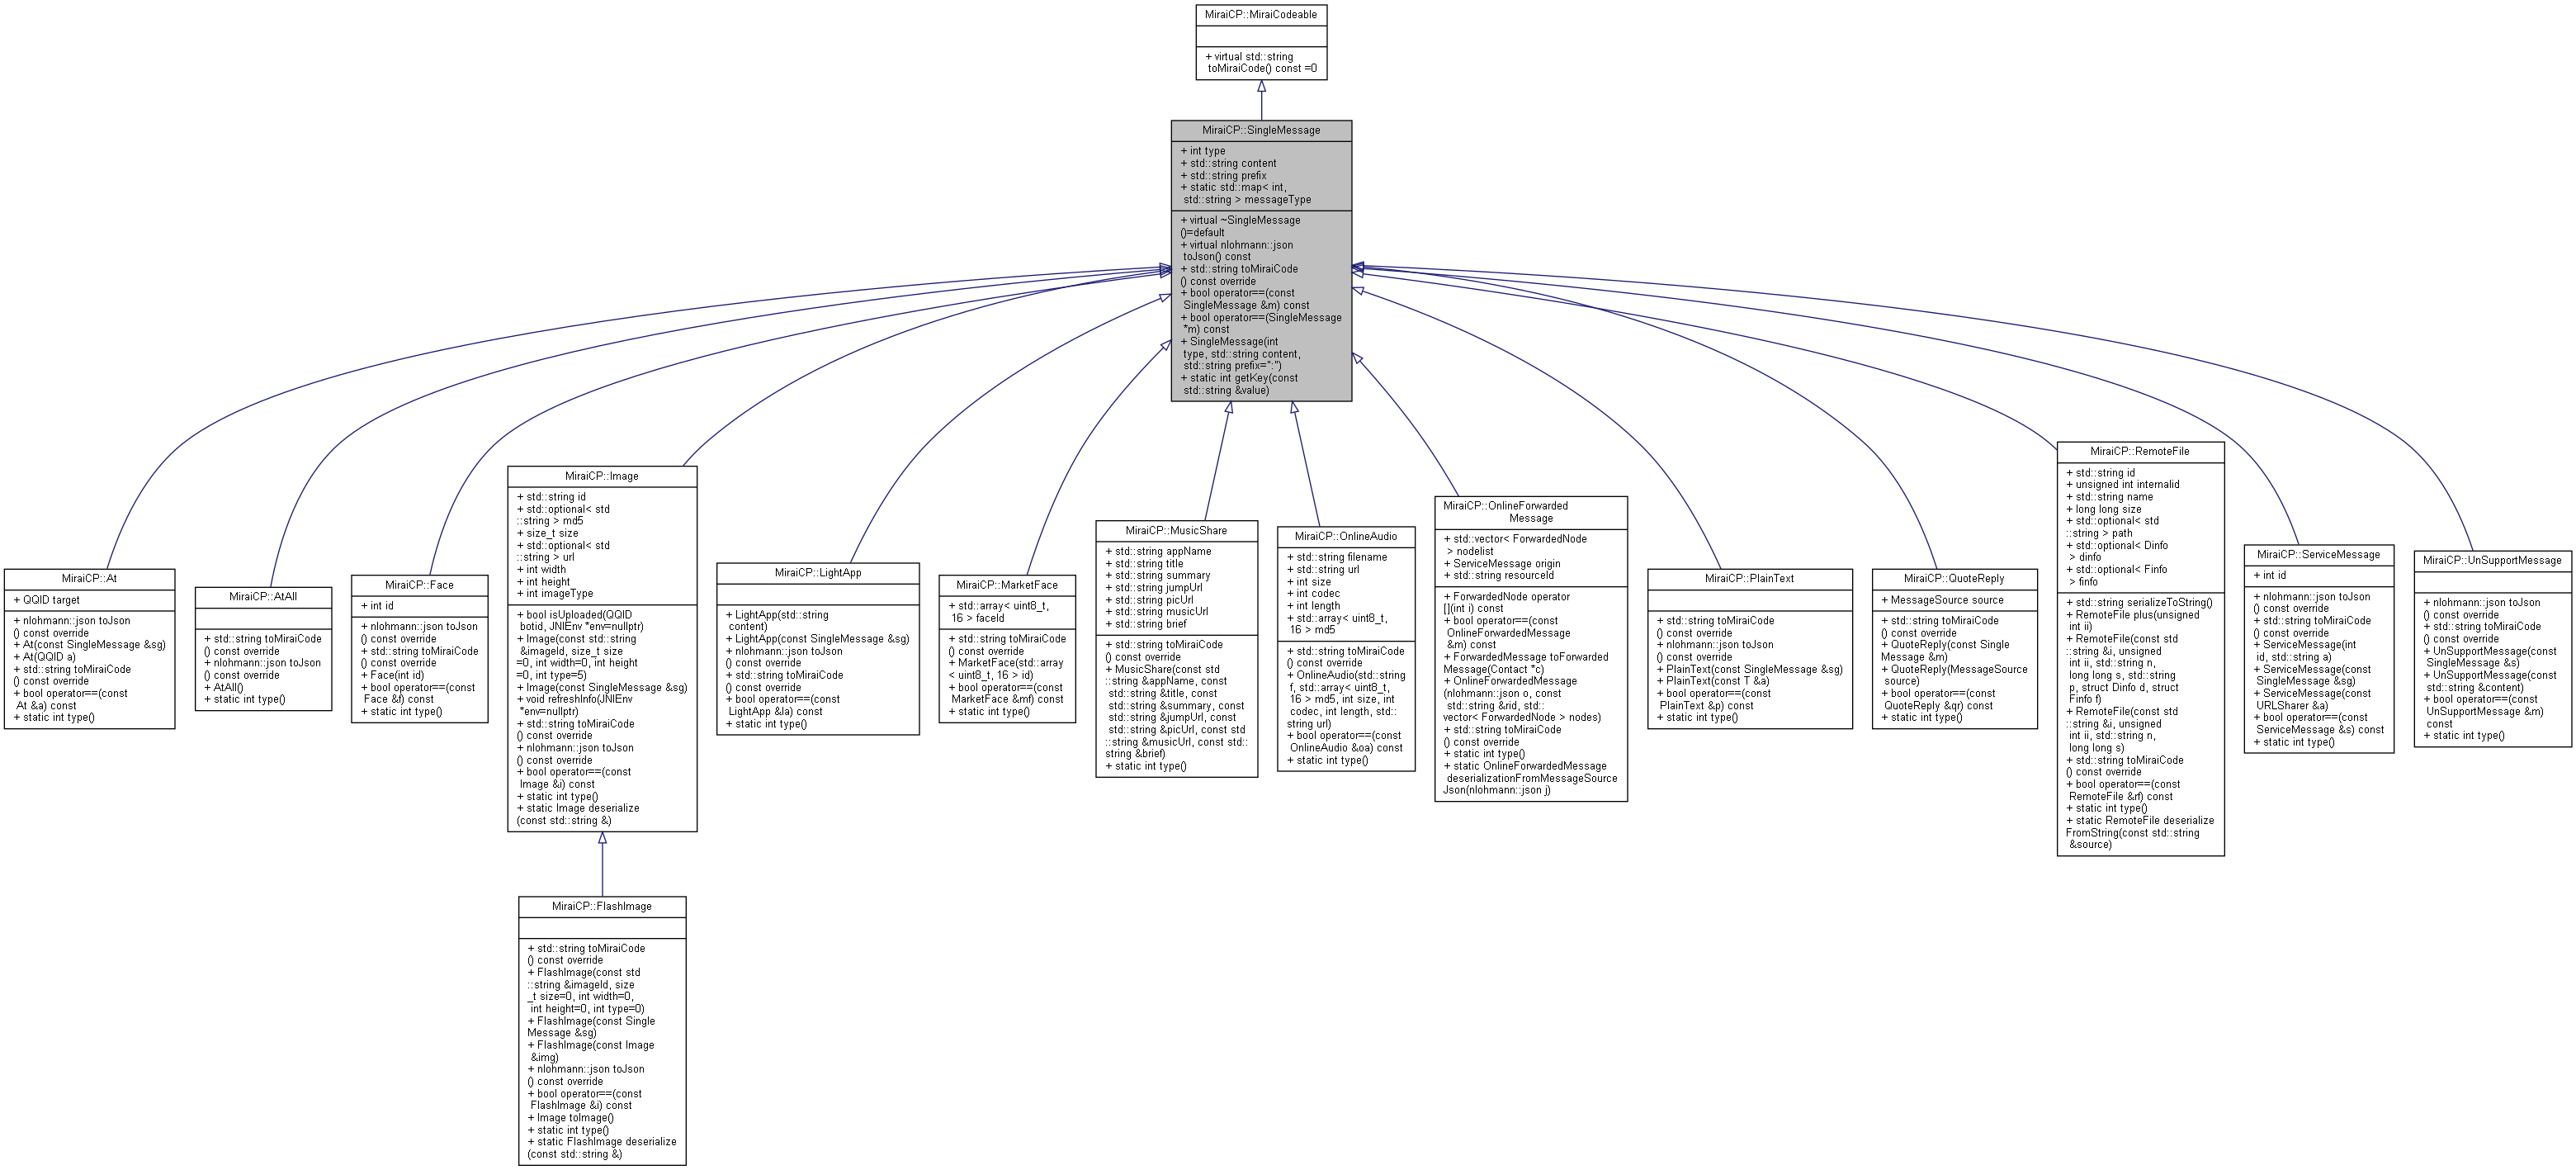 MiraiCP::MiraiCodeable
+ virtual std::string
toMiraiCode() const =0
MiraiCP::SingleMessage
+ int type
+ std::string content
+ std::string prefix
+ static std::map< int,
std::string > messageType
+ virtual ~SingleMessage
()=default
+ virtual nlohmann::json
toJson() const
+ std::string toMiraiCode
() const override
+ bool operator==(const
SingleMessage &m) const
+ bool operator==(SingleMessage
*m) const
+ SingleMessage(int
type, std::string content,
std::string prefix=":")
+ static int getKey(const
std::string &value)
MiraiCP::At
+ QQID target
+ nlohmann::json toJson
() const override
+ At(const SingleMessage &sg)
+ At(QQID a)
+ std::string toMiraiCode
() const override
+ bool operator==(const
At &a) const
+ static int type()
MiraiCP::AtAll
+ std::string toMiraiCode
() const override
+ nlohmann::json toJson
() const override
+ AtAll()
+ static int type()
MiraiCP::Face
+ int id
+ nlohmann::json toJson
() const override
+ std::string toMiraiCode
() const override
+ Face(int id)
+ bool operator==(const
Face &f) const
+ static int type()
MiraiCP::Image
+ std::string id
+ std::optional< std
::string > md5
+ size_t size
+ std::optional< std
::string > url
+ int width
+ int height
+ int imageType
+ bool isUploaded(QQID
botid, JNIEnv *env=nullptr)
+ Image(const std::string
&imageId, size_t size
=0, int width=0, int height
=0, int type=5)
+ Image(const SingleMessage &sg)
+ void refreshInfo(JNIEnv
*env=nullptr)
+ std::string toMiraiCode
() const override
+ nlohmann::json toJson
() const override
+ bool operator==(const
Image &i) const
+ static int type()
+ static Image deserialize
(const std::string &)
MiraiCP::FlashImage
+ std::string toMiraiCode
() const override
+ FlashImage(const std
::string &imageId, size
_t size=0, int width=0,
int height=0, int type=0)
+ FlashImage(const Single
Message &sg)
+ FlashImage(const Image
&img)
+ nlohmann::json toJson
() const override
+ bool operator==(const
FlashImage &i) const
+ Image toImage()
+ static int type()
+ static FlashImage deserialize
(const std::string &)
MiraiCP::LightApp
+ LightApp(std::string
content)
+ LightApp(const SingleMessage &sg)
+ nlohmann::json toJson
() const override
+ std::string toMiraiCode
() const override
+ bool operator==(const
LightApp &la) const
+ static int type()
MiraiCP::MarketFace
+ std::array< uint8_t,
16 > faceId
+ std::string toMiraiCode
() const override
+ MarketFace(std::array
< uint8_t, 16 > id)
+ bool operator==(const
MarketFace &mf) const
+ static int type()
MiraiCP::MusicShare
+ std::string appName
+ std::string title
+ std::string summary
+ std::string jumpUrl
+ std::string picUrl
+ std::string musicUrl
+ std::string brief
+ std::string toMiraiCode
() const override
+ MusicShare(const std
::string &appName, const
std::string &title, const
std::string &summary, const
std::string &jumpUrl, const
std::string &picUrl, const std
::string &musicUrl, const std::
string &brief)
+ static int type()
MiraiCP::OnlineAudio
+ std::string filename
+ std::string url
+ int size
+ int codec
+ int length
+ std::array< uint8_t,
16 > md5
+ std::string toMiraiCode
() const override
+ OnlineAudio(std::string
f, std::array< uint8_t,
16 > md5, int size, int
codec, int length, std::
string url)
+ bool operator==(const
OnlineAudio &oa) const
+ static int type()
MiraiCP::OnlineForwarded
Message
+ std::vector< ForwardedNode
> nodelist
+ ServiceMessage origin
+ std::string resourceId
+ ForwardedNode operator
[](int i) const
+ bool operator==(const
OnlineForwardedMessage
&m) const
+ ForwardedMessage toForwarded
Message(Contact *c)
+ OnlineForwardedMessage
(nlohmann::json o, const
std::string &rid, std::
vector< ForwardedNode > nodes)
+ std::string toMiraiCode
() const override
+ static int type()
+ static OnlineForwardedMessage
deserializationFromMessageSource
Json(nlohmann::json j)
MiraiCP::PlainText
+ std::string toMiraiCode
() const override
+ nlohmann::json toJson
() const override
+ PlainText(const SingleMessage &sg)
+ PlainText(const T &a)
+ bool operator==(const
PlainText &p) const
+ static int type()
MiraiCP::QuoteReply
+ MessageSource source
+ std::string toMiraiCode
() const override
+ QuoteReply(const Single
Message &m)
+ QuoteReply(MessageSource
source)
+ bool operator==(const
QuoteReply &qr) const
+ static int type()
MiraiCP::RemoteFile
+ std::string id
+ unsigned int internalid
+ std::string name
+ long long size
+ std::optional< std
::string > path
+ std::optional< Dinfo
> dinfo
+ std::optional< Finfo
> finfo
+ std::string serializeToString()
+ RemoteFile plus(unsigned
int ii)
+ RemoteFile(const std
::string &i, unsigned
int ii, std::string n,
long long s, std::string
p, struct Dinfo d, struct
Finfo f)
+ RemoteFile(const std
::string &i, unsigned
int ii, std::string n,
long long s)
+ std::string toMiraiCode
() const override
+ bool operator==(const
RemoteFile &rf) const
+ static int type()
+ static RemoteFile deserialize
FromString(const std::string
&source)
MiraiCP::ServiceMessage
+ int id
+ nlohmann::json toJson
() const override
+ std::string toMiraiCode
() const override
+ ServiceMessage(int
id, std::string a)
+ ServiceMessage(const
SingleMessage &sg)
+ ServiceMessage(const
URLSharer &a)
+ bool operator==(const
ServiceMessage &s) const
+ static int type()
MiraiCP::UnSupportMessage
+ nlohmann::json toJson
() const override
+ std::string toMiraiCode
() const override
+ UnSupportMessage(const
SingleMessage &s)
+ UnSupportMessage(const
std::string &content)
+ bool operator==(const
UnSupportMessage &m)
const
+ static int type()